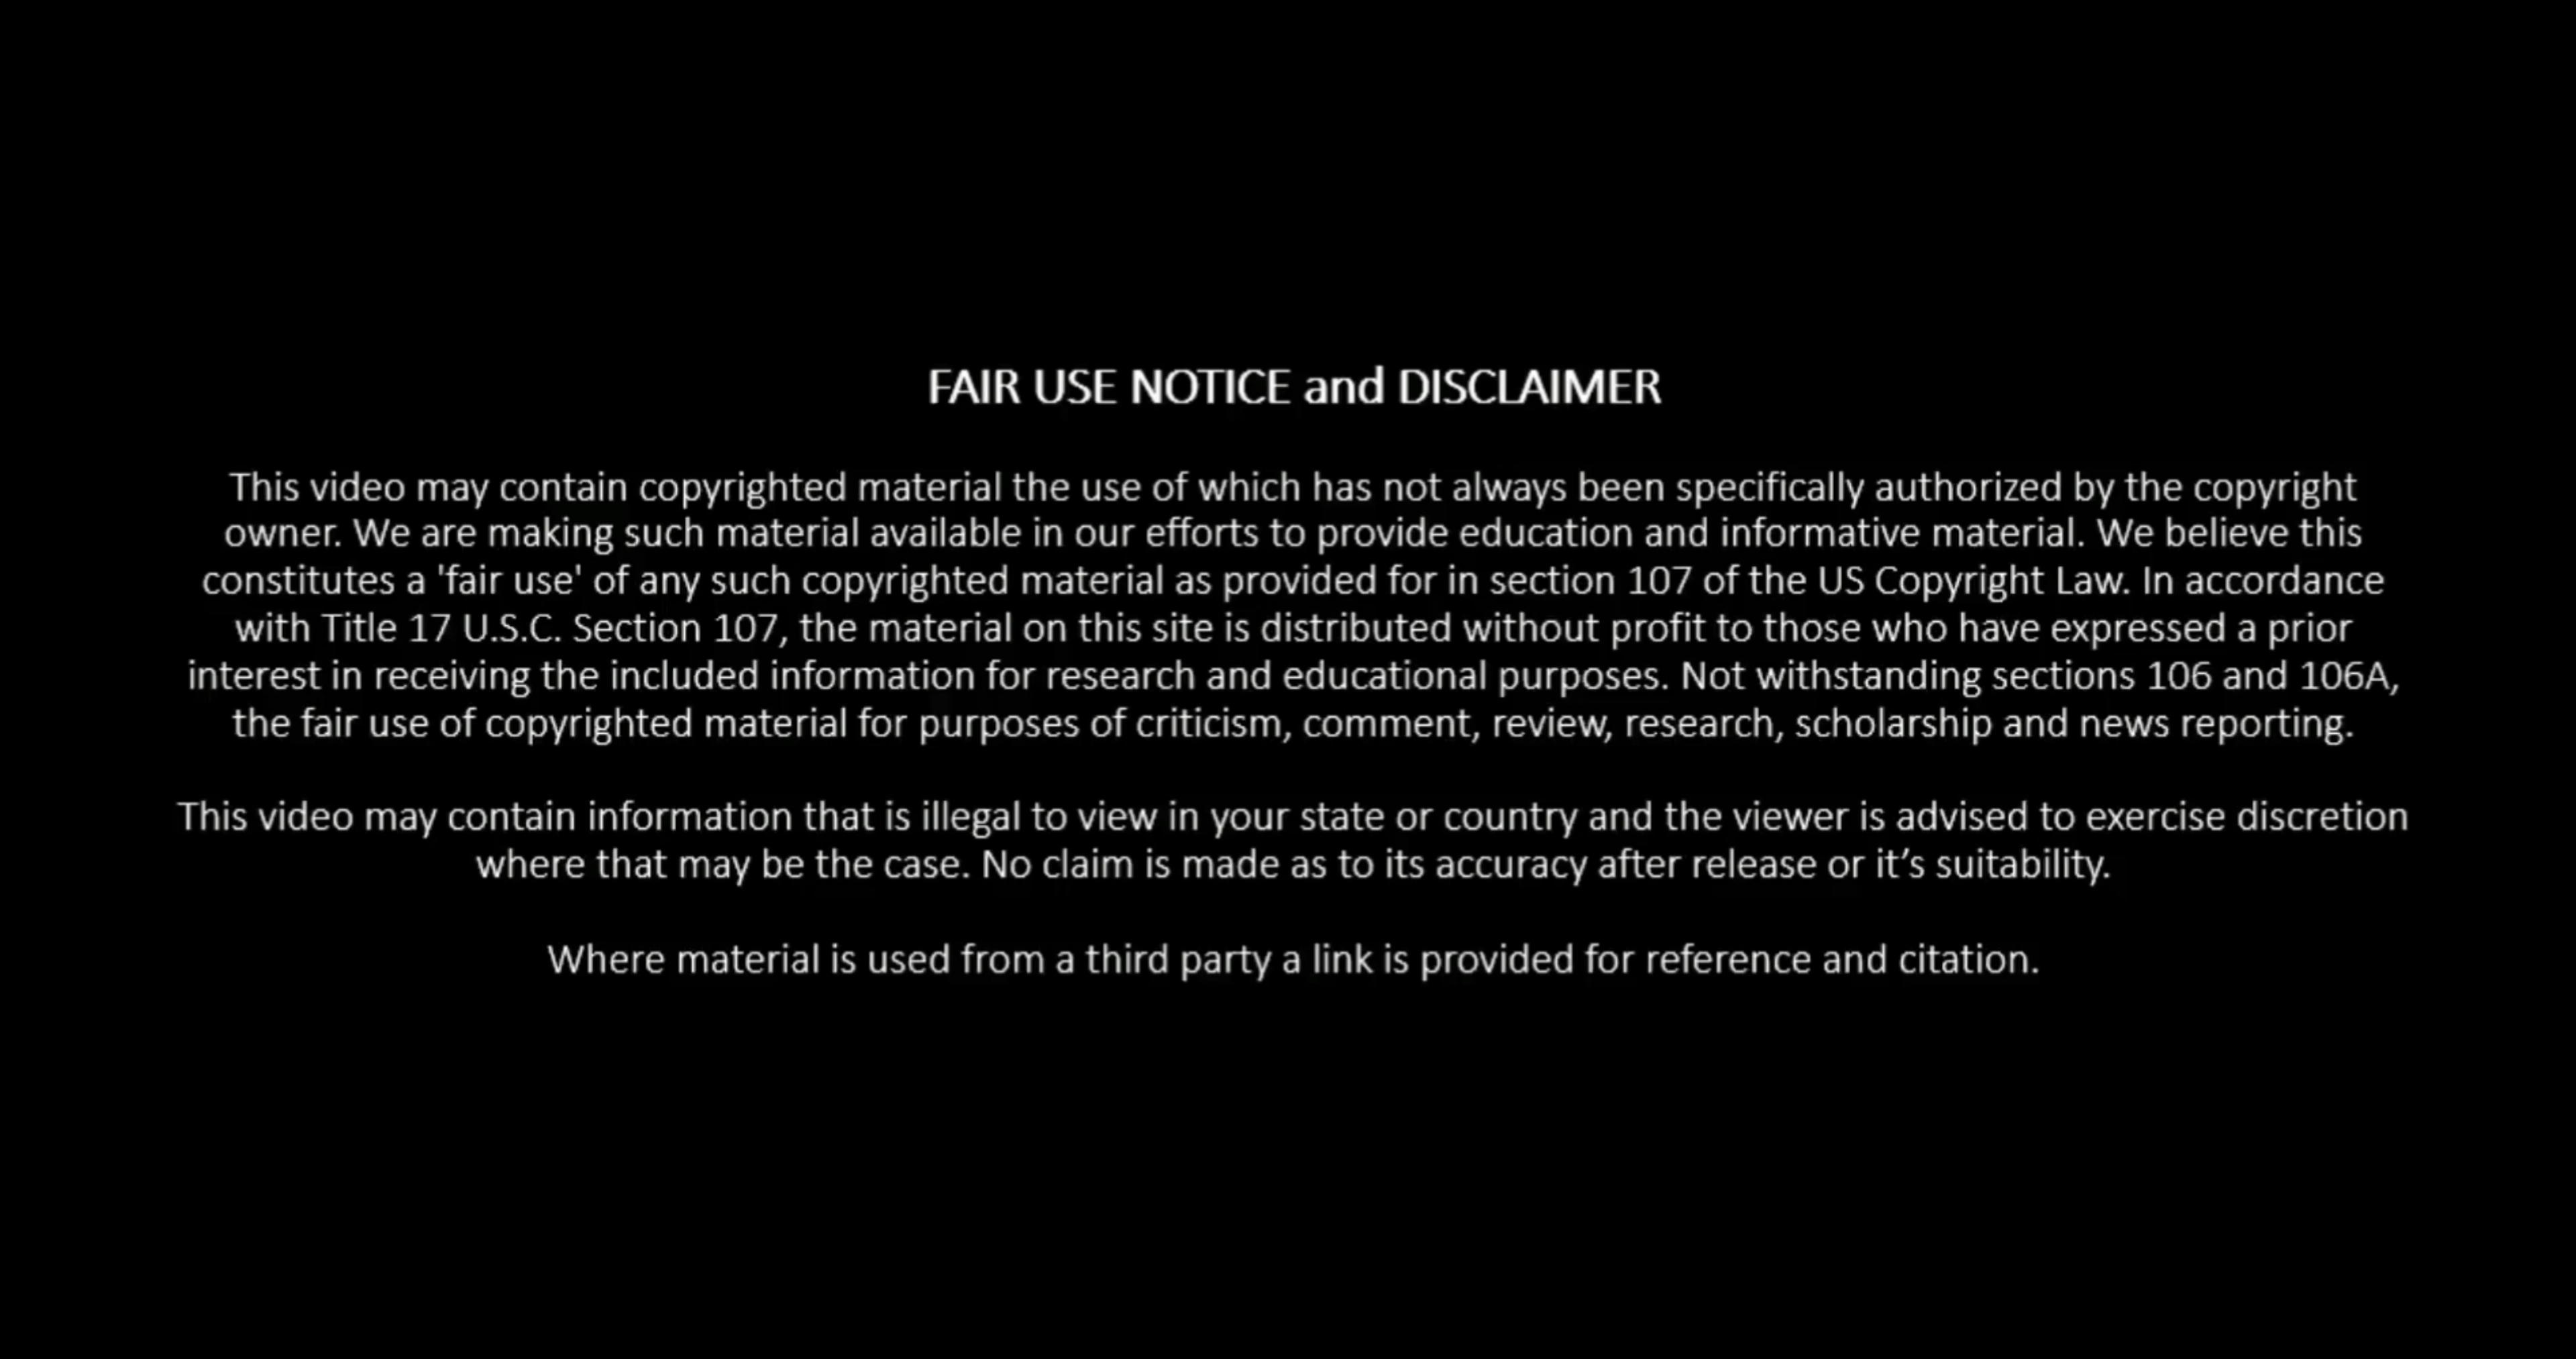 FAIR USE NOTICE and DISCLAIMER
This video may contain copyrighted material the use of which has not always been specifically authorized by the copyright
owner. We are making such material available in our efforts to provide education and informative material. We believe this
constitutes a 'fair use' of any such copyrighted material as provided for in section 107 of the US Copyright Law. In accordance
with Title 17 U.S.C. Section 107, the material on this site is distributed without profit to those who have expressed a prior
interest in receiving the included information for research and educational purposes. Not withstanding sections 106 and 106A,
the fair use of copyrighted material for purposes of criticism, comment, review, research, scholarship and news reporting.
This video may contain information that is illegal to view in your state or country and the viewer is advised to exercise discretion
where that may be the case. No claim is made as to its accuracy after release or it’s suitability.
Where material is used from a third party a link is provided for reference and citation.